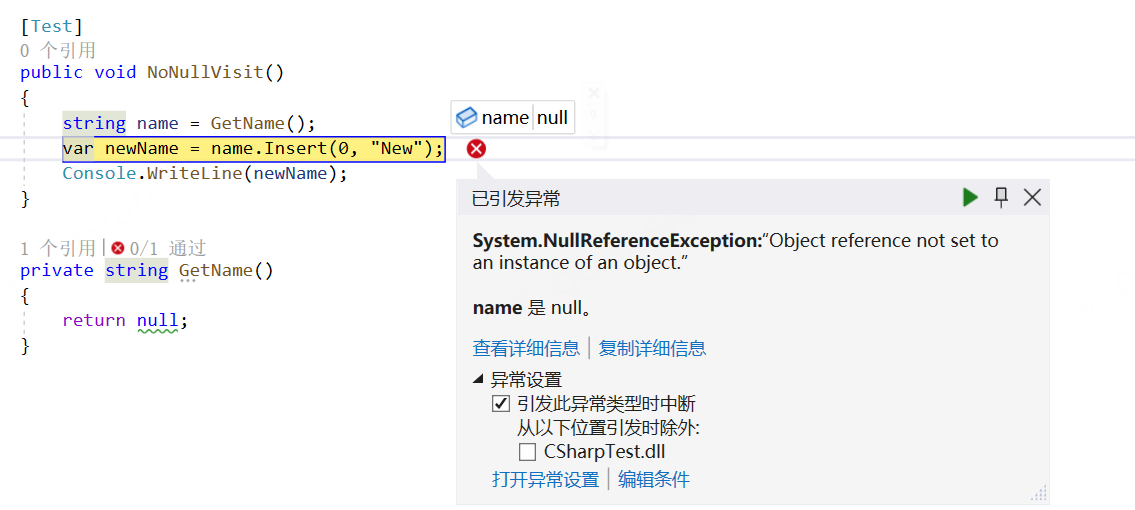 [Test]
0 个引用
public void NoNullVisit()
{
string name = GetName();
name null
var newName = name.Insert(0, "New");
Console.WriteLine(newName);
}
1 个引用 | 0/1 通过
private string GetName()
{
return null;
}
已引发异常
System.NullReferenceException:“Object reference not set to
an instance of an object.”
name 是 null。
查看详细信息 | 复制详细信息
异常设置
引发此异常类型时中断
从以下位置引发时除外:
CSharpTest.dll
打开异常设置 | 编辑条件